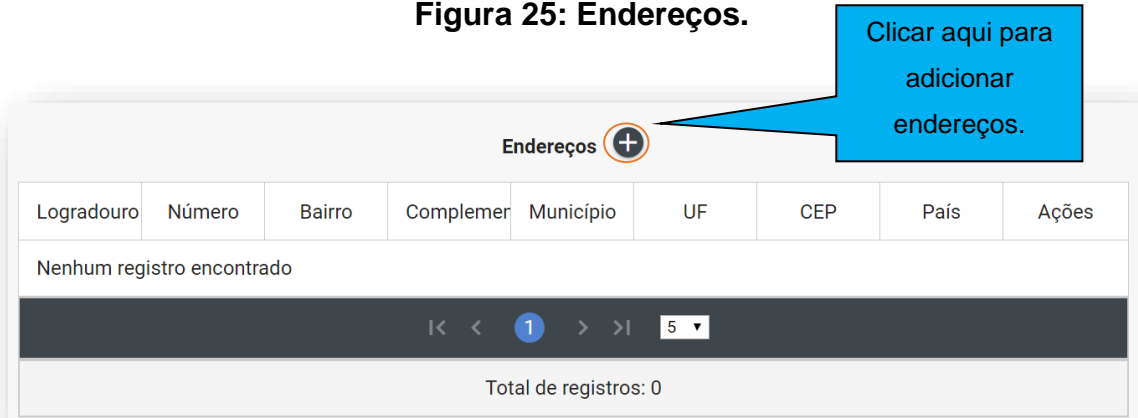 Figura 25: Endereços.
Clicar aqui para
adicionar
endereços.
Endereços
Logradouro Número Bairro Complemer Município UF CEP País Ações
Nenhum registro encontrado
1 5
Total de registros: 0